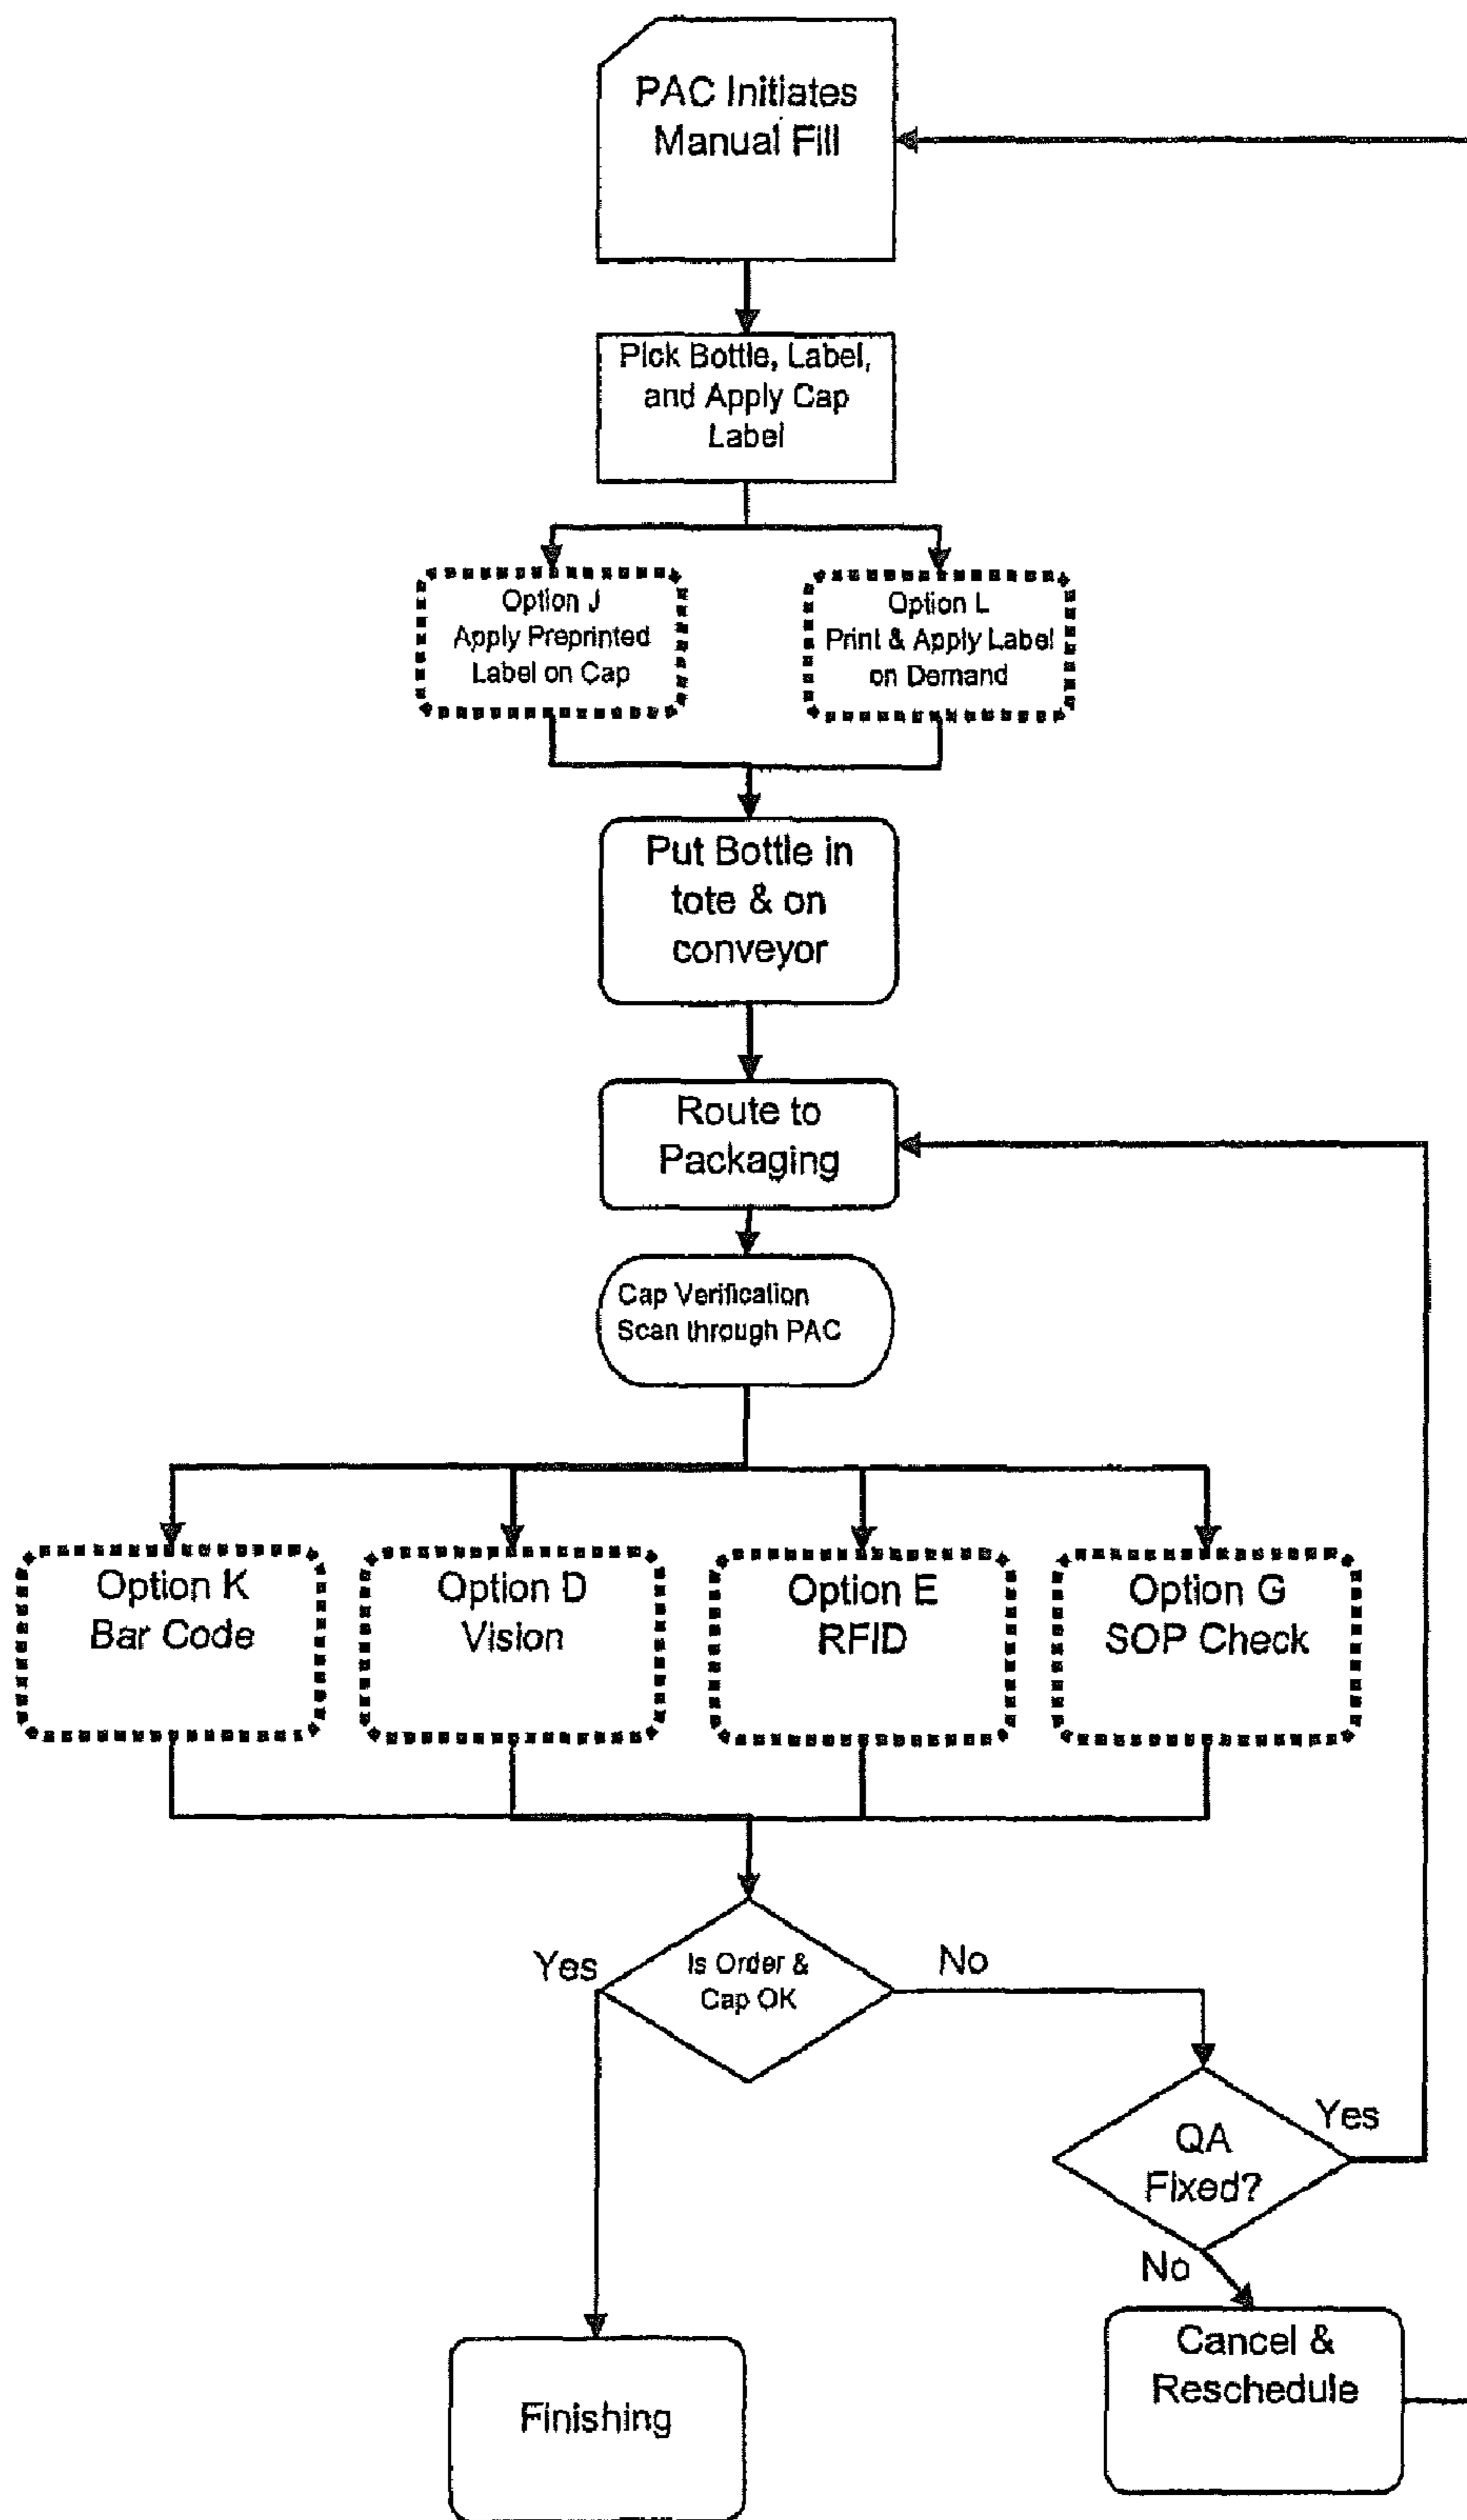 PAC Initiates
Manual Fill
Pick Bottle, Label,
and Apply Cap
Label
Option J
Apply Preprinted
Label on Cap
Option L
Print & Apply Label
on Demand
Put Bottle in
tote & on
conveyor
Route to
Packaging
Cap Verification
Scan through PAC
Option K
Bar Code
Option D
Vision
Option E
RFID
Option G
SOP Check
Yes
Is Order &
Cap OK
No
QA
Fixed?
Yes
No
Cancel &
Reschedule
Finishing